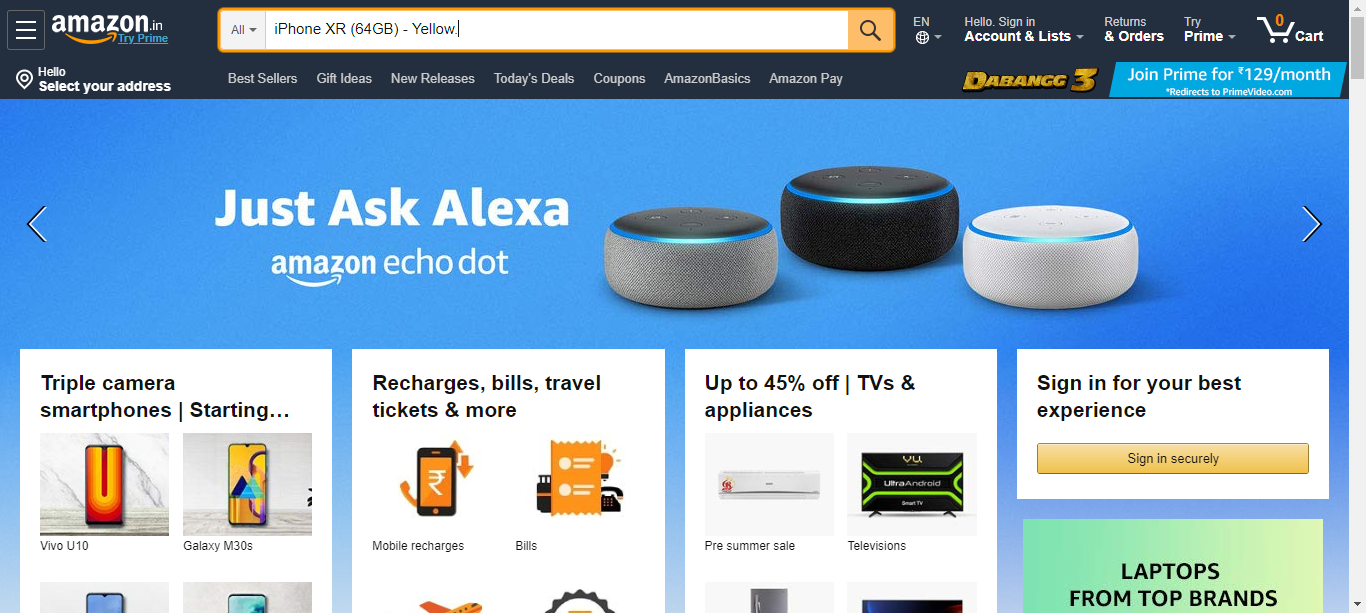 amazon.in
Try Prime
All
iPhone XR (64GB) - Yellow.
EN
Hello. Sign in
Account & Lists
Returns
& Orders
Try
Prime
0
Cart
Hello
Select your address
Best Sellers
Gift Ideas
New Releases
Today's Deals
Coupons
AmazonBasics
Amazon Pay
DABANGG 3
Join Prime for ₹129/month
*Redirects to PrimeVideo.com
Just Ask Alexa
amazon echo dot
Triple camera
smartphones | Starting…
Vivo U10
Galaxy M30s
Recharges, bills, travel
tickets & more
₹
Mobile recharges
Bills
Up to 45% off | TVs &
appliances
VU
UltraAndroid
Smart TV
Pre summer sale
Televisions
Sign in for your best
experience
Sign in securely
LAPTOPS
FROM TOP BRANDS